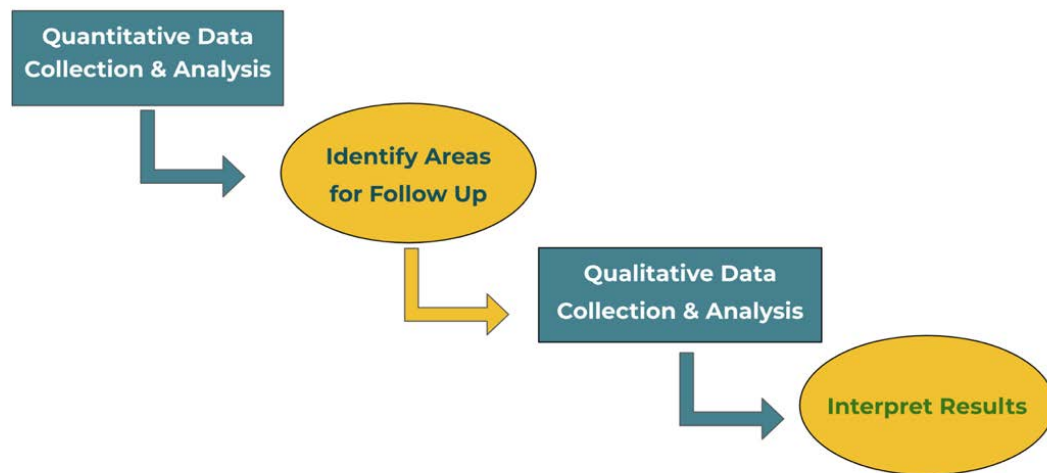 Quantitative Data
Collection & Analysis
Identify Areas
for Follow Up
Qualitative Data
Collection & Analysis
Interpret Results